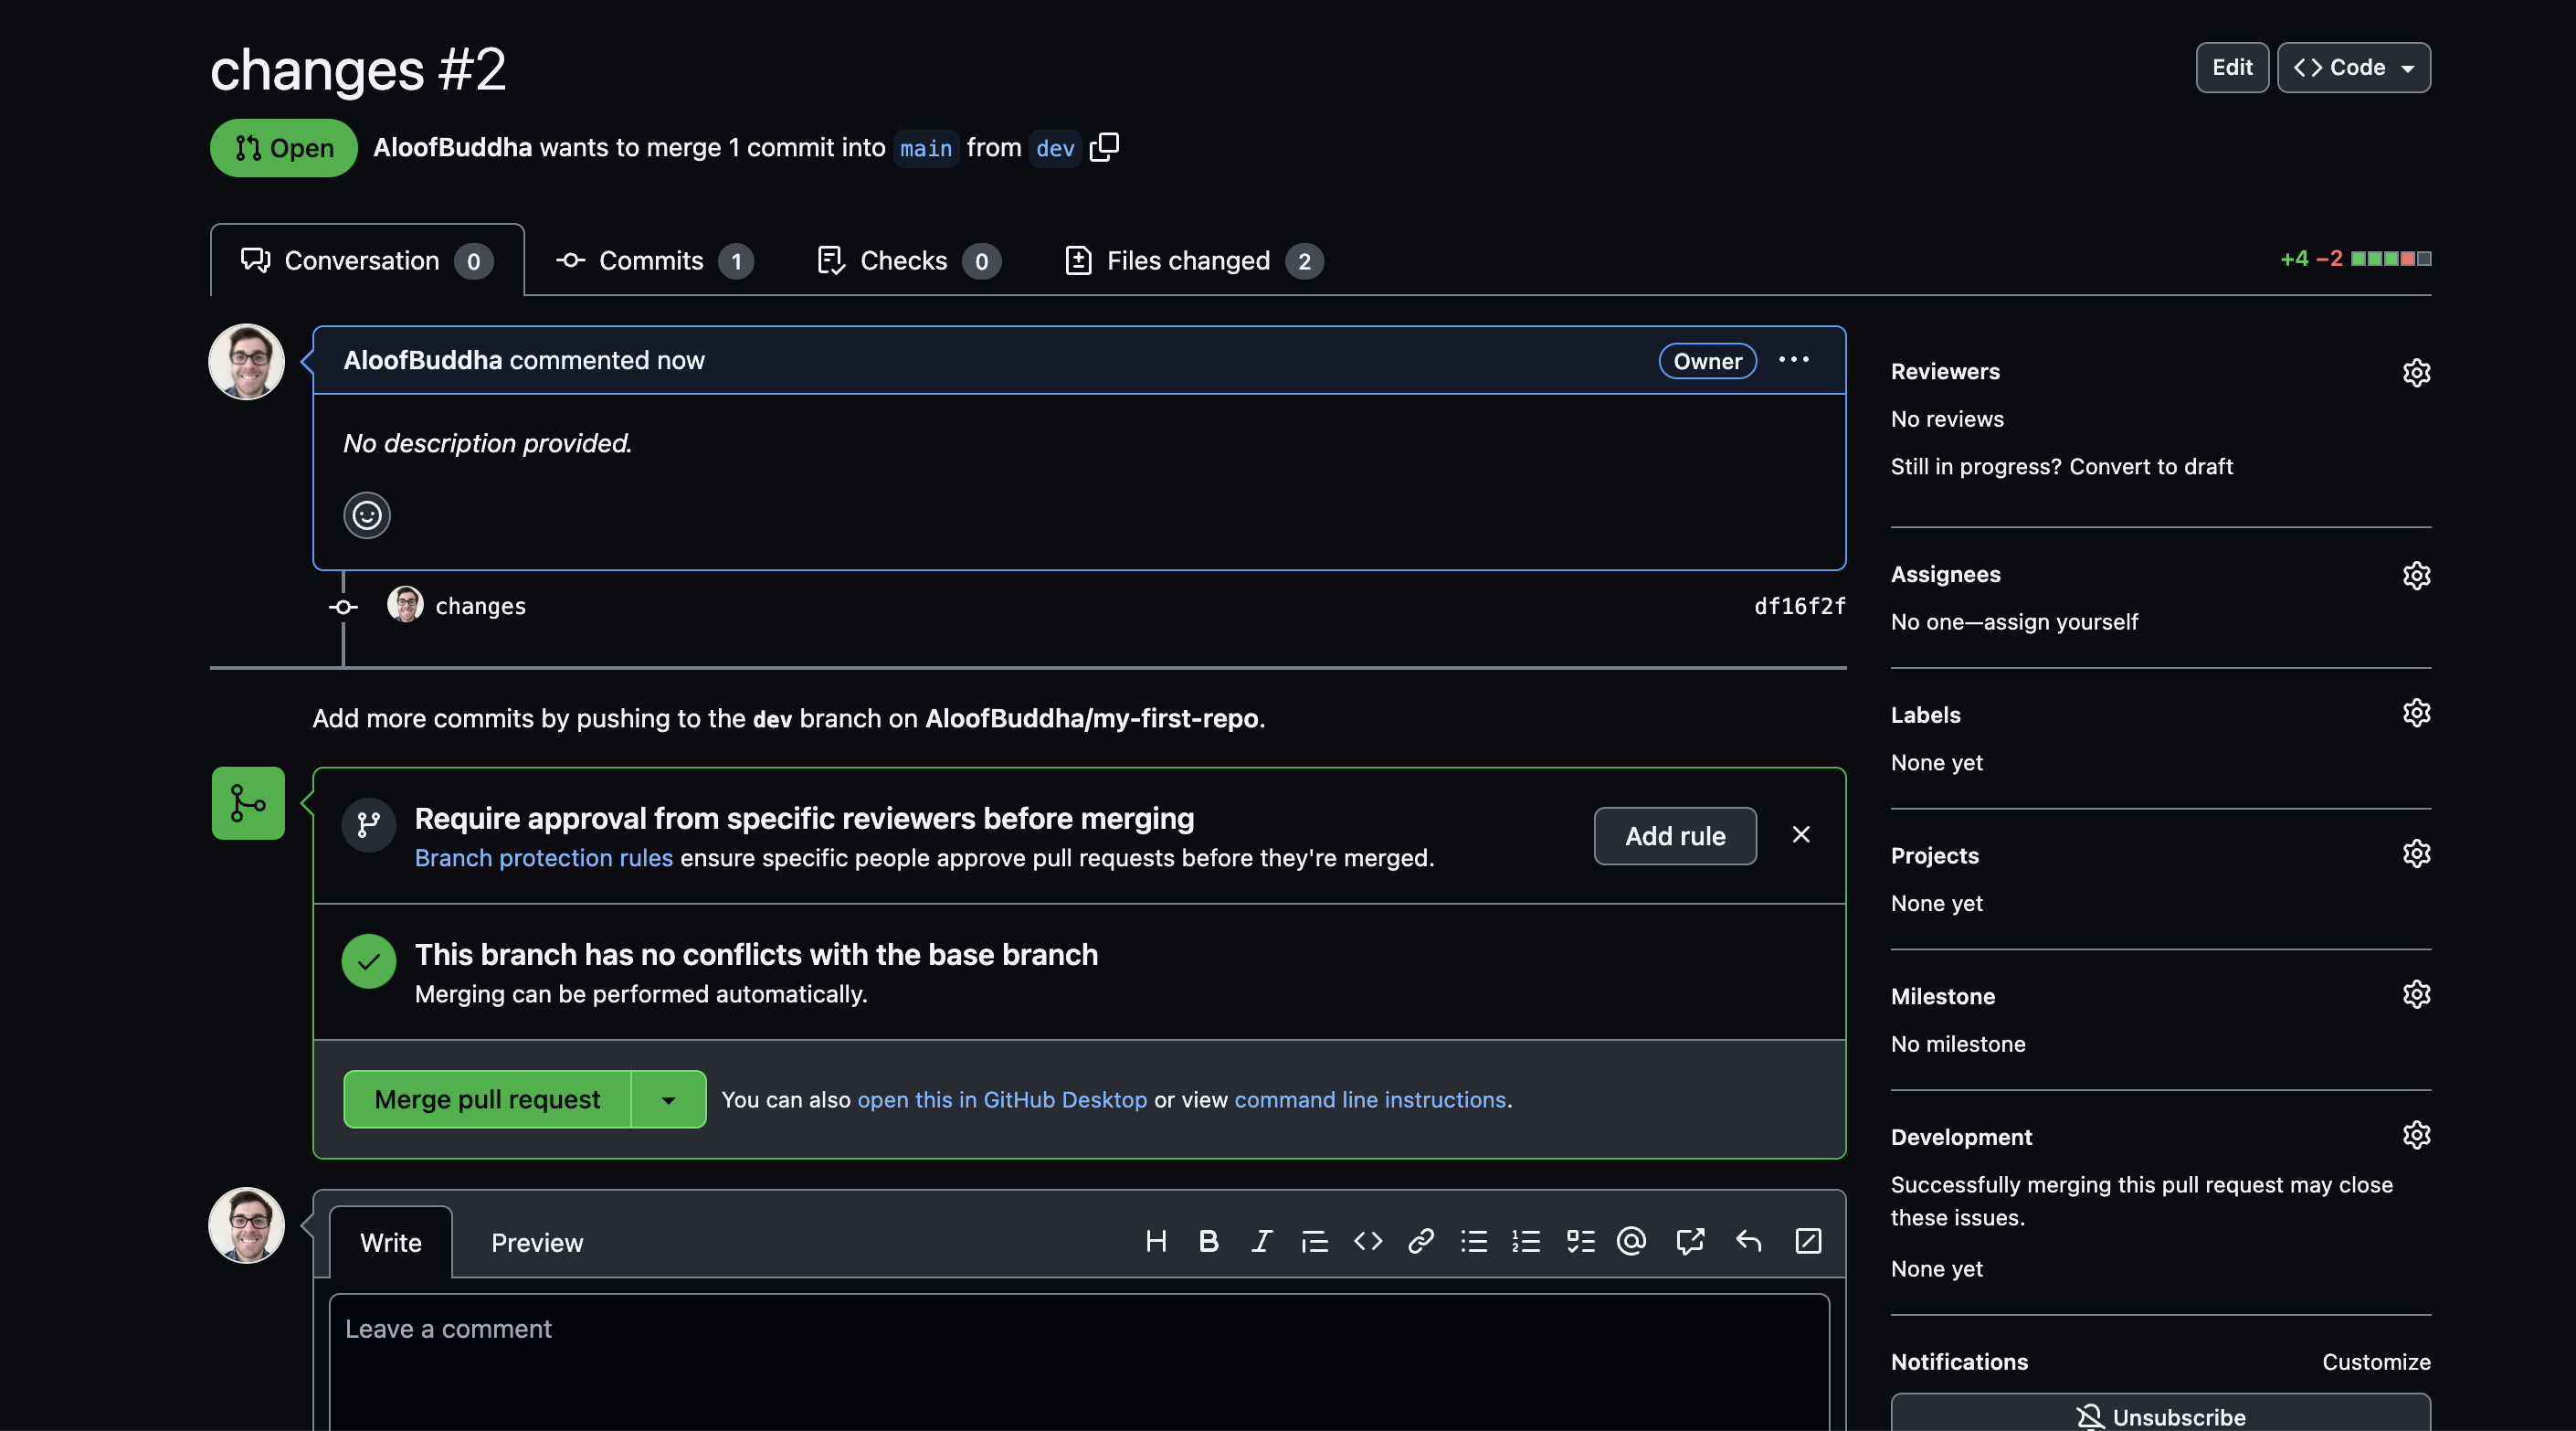 changes #2
Edit
Code
Open
AloofBuddha wants to merge 1 commit into main from dev
Conversation 0
Commits 1
Checks 0
Files changed 2
+4 −2
AloofBuddha commented now
Owner
No description provided.
changes
df16f2f
Add more commits by pushing to the dev branch on AloofBuddha/my-first-repo.
Require approval from specific reviewers before merging
Branch protection rules ensure specific people approve pull requests before they're merged.
Add rule
This branch has no conflicts with the base branch
Merging can be performed automatically.
Merge pull request
You can also open this in GitHub Desktop or view command line instructions.
Write
Preview
Leave a comment
Reviewers
No reviews
Still in progress? Convert to draft
Assignees
No one—assign yourself
Labels
None yet
Projects
None yet
Milestone
No milestone
Development
Successfully merging this pull request may close
these issues.
None yet
Notifications
Customize
Unsubscribe